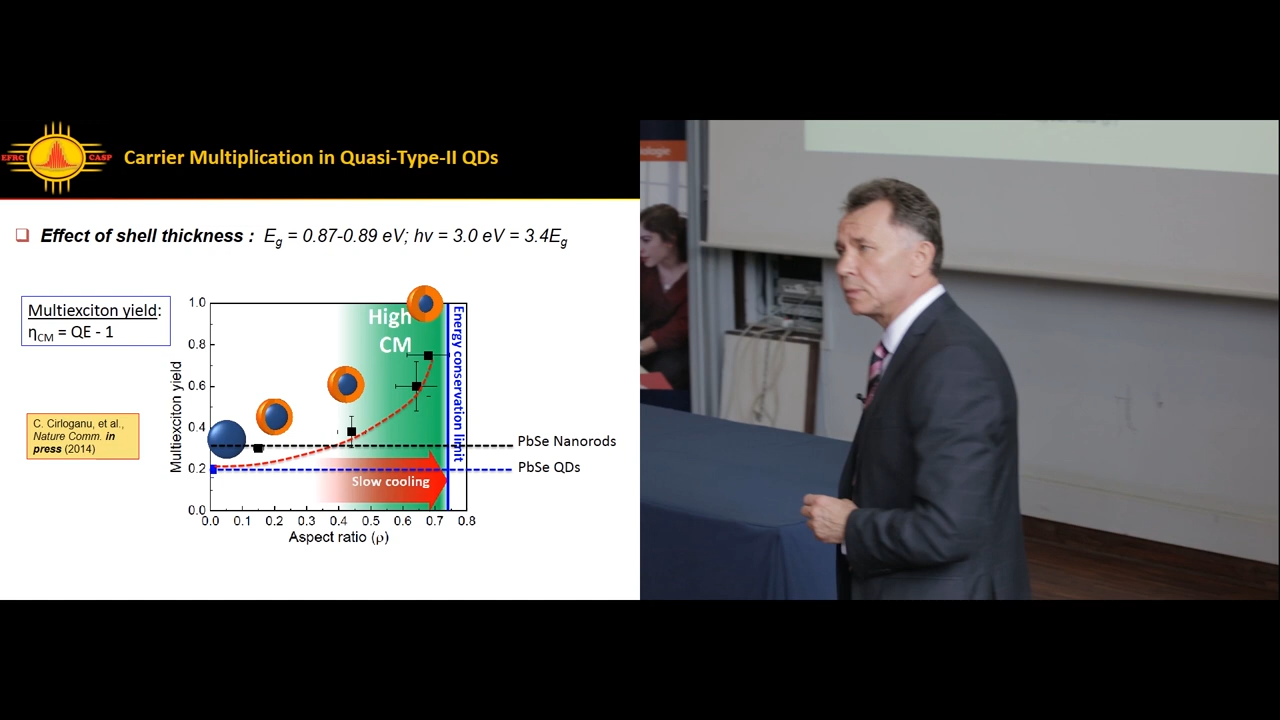 EFRC CASP
Carrier Multiplication in Quasi-Type-II QDs
❑ Effect of shell thickness : Eg = 0.87-0.89 eV; hν = 3.0 eV = 3.4Eg
Multiexciton yield:
ηCM = QE - 1
C. Cirloganu, et al.,
Nature Comm. in
press (2014)
Multiexciton yield
1.0
0.8
0.6
0.4
0.2
0.0
High
CM
Energy conservation limit
Slow cooling
PbSe Nanorods
PbSe QDs
0.0 0.1 0.2 0.3 0.4 0.5 0.6 0.7 0.8
Aspect ratio (ρ)
ologie